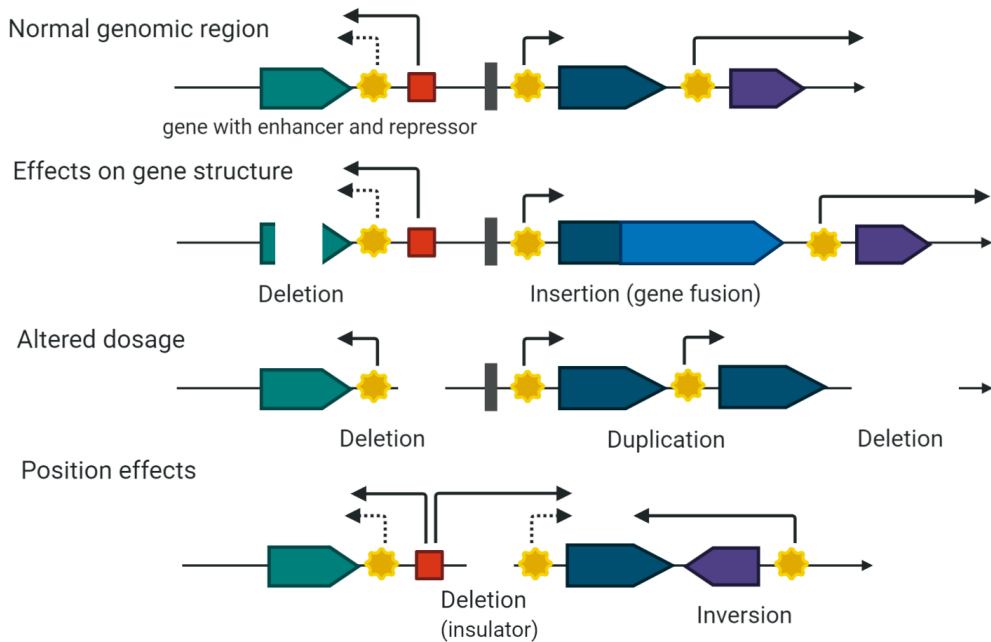 Normal genomic region
gene with enhancer and repressor
Effects on gene structure
Deletion
Insertion (gene fusion)
Altered dosage
Deletion
Duplication
Deletion
Position effects
Deletion
(insulator)
Inversion